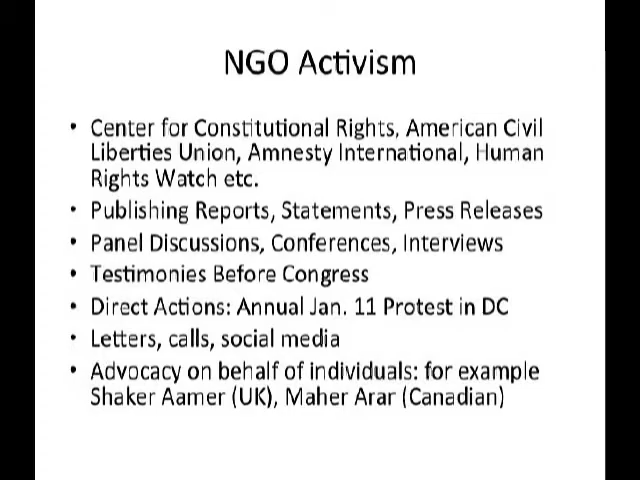 NGO Activism
• Center for Constitutional Rights, American Civil
Liberties Union, Amnesty International, Human
Rights Watch etc.
• Publishing Reports, Statements, Press Releases
• Panel Discussions, Conferences, Interviews
• Testimonies Before Congress
• Direct Actions: Annual Jan. 11 Protest in DC
• Letters, calls, social media
• Advocacy on behalf of individuals: for example
Shaker Aamer (UK), Maher Arar (Canadian)